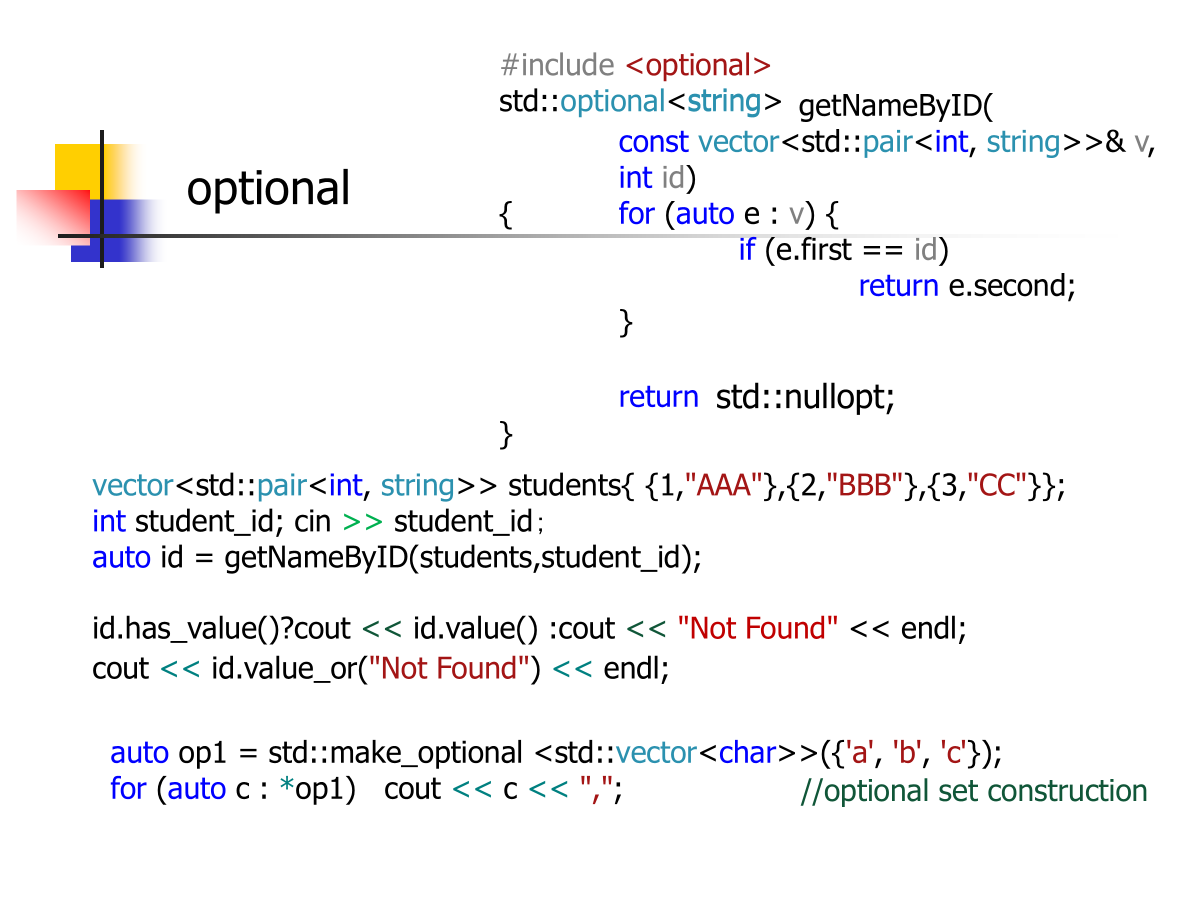 optional
#include <optional>
std::optional<string> getNameByID(
const vector<std::pair<int, string>>& v,
int id)
{ for (auto e : v) {
if (e.first == id)
return e.second;
}
return std::nullopt;
}
vector<std::pair<int, string>> students{ {1,"AAA"},{2,"BBB"},{3,"CC"}};
int student_id; cin >> student_id;
auto id = getNameByID(students,student_id);
id.has_value()?cout << id.value() :cout << "Not Found" << endl;
cout << id.value_or("Not Found") << endl;
auto op1 = std::make_optional <std::vector<char>>({'a', 'b', 'c'});
for (auto c : *op1) cout << c << ","; //optional set construction